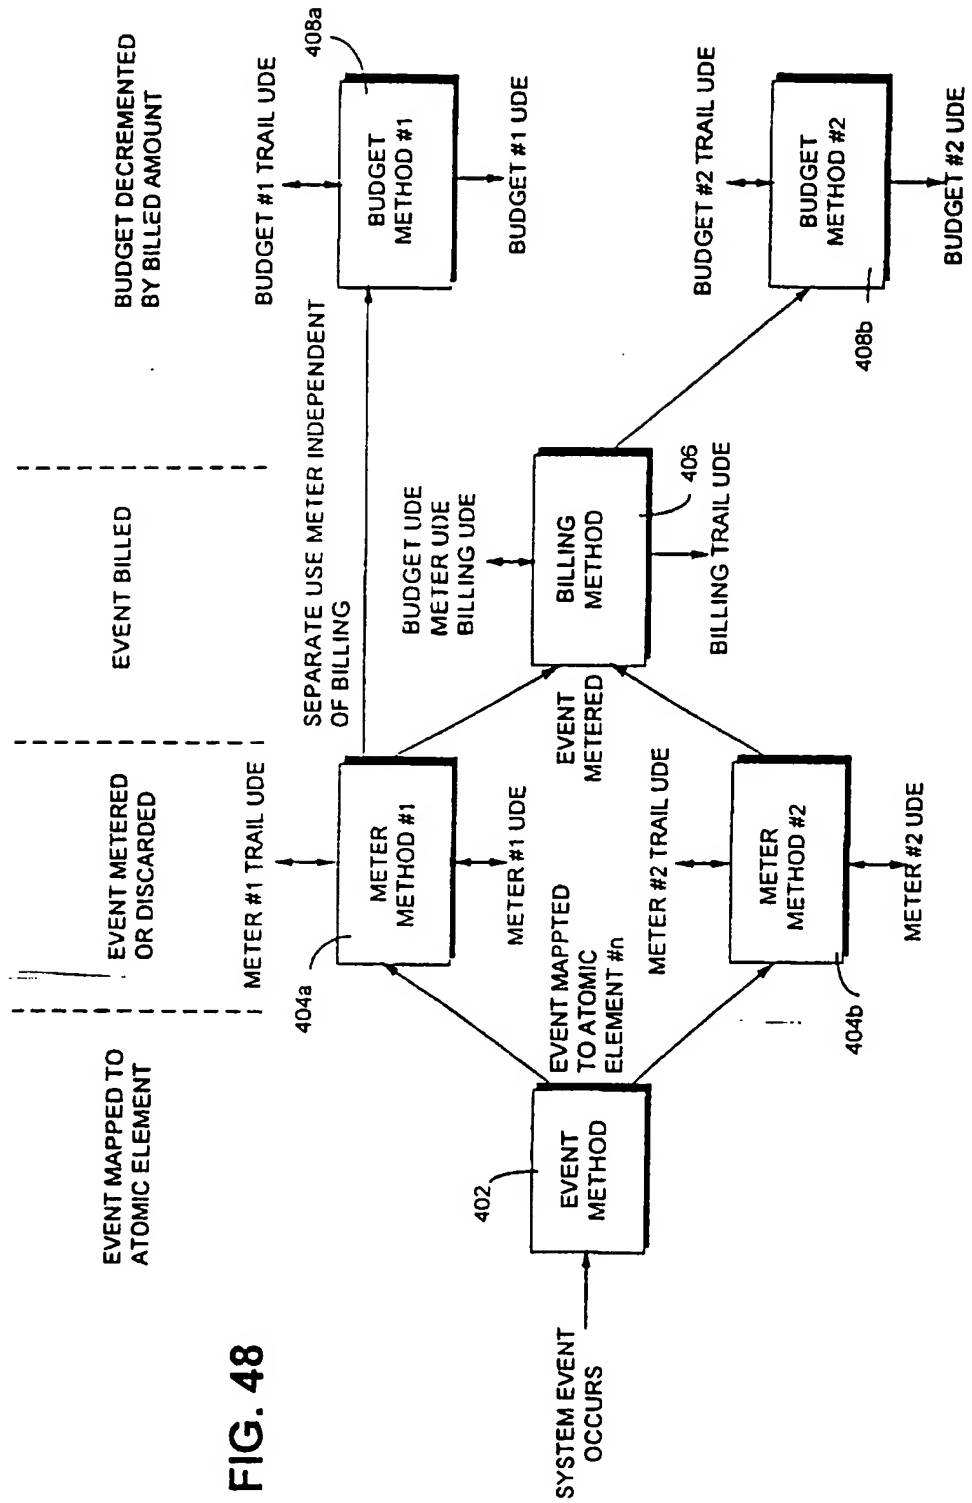 FIG. 48
EVENT MAPPED TO
ATOMIC ELEMENT
EVENT METERED
OR DISCARDED
EVENT BILLED
BUDGET DECREMENTED
BY BILLED AMOUNT
SYSTEM EVENT
OCCURS
402
EVENT
METHOD
EVENT MAPPTED
TO ATOMIC
ELEMENT #n
METER #1 TRAIL UDE
404a
METER
METHOD #1
METER #1 UDE
METER #2 TRAIL UDE
METER
METHOD #2
404b
METER #2 UDE
SEPARATE USE METER INDEPENDENT
OF BILLING
EVENT
METERED
BUDGET UDE
METER UDE
BILLING UDE
BILLING
METHOD
406
BILLING TRAIL UDE
BUDGET #1 TRAIL UDE
408a
BUDGET
METHOD #1
BUDGET #1 UDE
BUDGET #2 TRAIL UDE
BUDGET
METHOD #2
408b
BUDGET #2 UDE